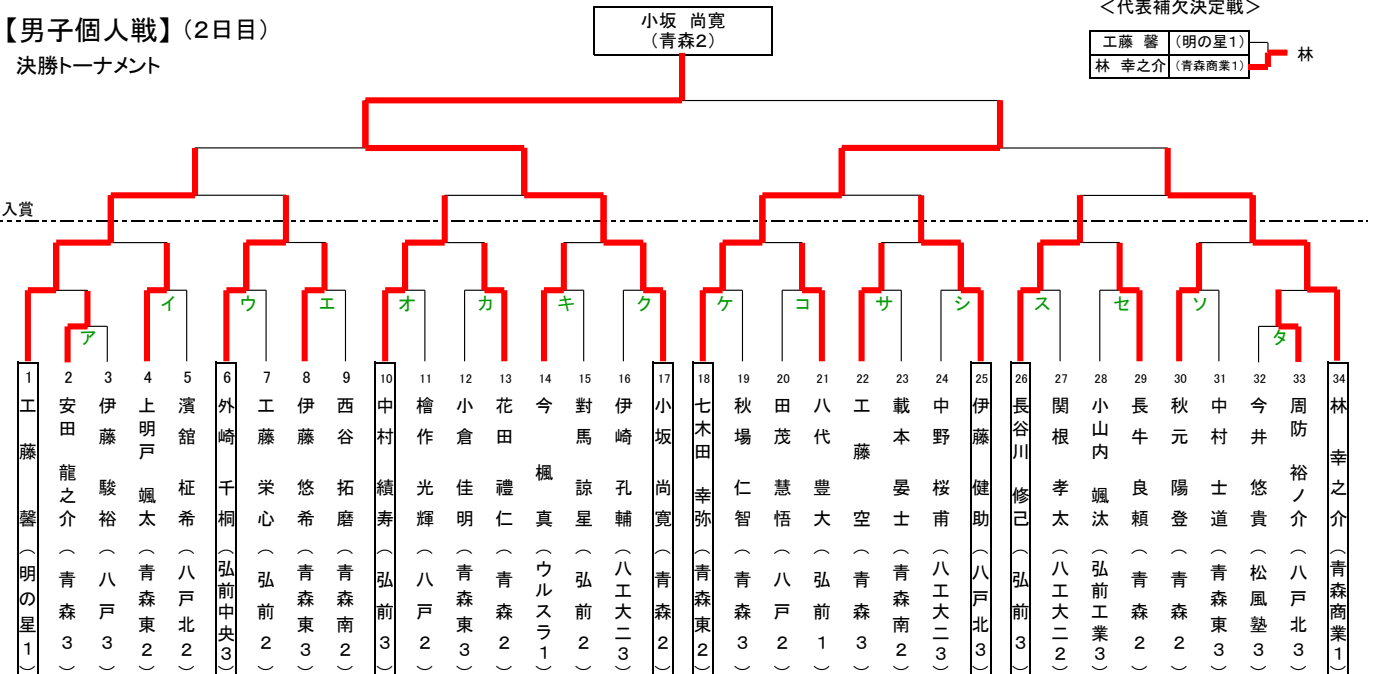 【男子個人戦】（２日目）
決勝トーナメント
小坂 尚寛
（青森2）
＜代表補欠決定戦＞
工藤 馨 （明の星1）
林 幸之介 （青森商業1）
林
入賞
ア イ ウ エ オ カ キ ク ケ コ サ シ ス セ ソ タ
1 工藤 馨 （明の星1）
2 安田 龍之介 （青森3）
3 伊藤 駿裕 （八戸3）
4 上明戸 颯太 （青森東2）
5 濱舘 柾希 （八戸北2）
6 外崎 千桐 （弘前中央3）
7 工藤 栄心 （弘前2）
8 伊藤 悠希 （青森東3）
9 西谷 拓磨 （青森南2）
10 中村 績寿 （弘前3）
11 檜作 光輝 （八戸2）
12 小倉 佳明 （青森東3）
13 花田 禮仁 （青森2）
14 今 楓真 （ウルスラ1）
15 對馬 諒星 （弘前2）
16 伊崎 孔輔 （八工大二3）
17 小坂 尚寛 （青森2）
18 七木田 幸弥 （青森東2）
19 秋場 仁智 （青森3）
20 田茂 慧悟 （八戸2）
21 八代 豊大 （弘前1）
22 工藤 空 （青森3）
23 載本 晏士 （青森南2）
24 中野 桜甫 （八工大二3）
25 伊藤 健助 （八戸北3）
26 長谷川 修己 （弘前3）
27 関根 孝太 （八工大二2）
28 小山内 颯汰 （弘前工業3）
29 長牛 良頼 （青森2）
30 秋元 陽登 （青森2）
31 中村 士道 （青森東3）
32 今井 悠貴 （松風塾3）
33 周防 裕ノ介 （八戸北3）
34 林 幸之介 （青森商業1）